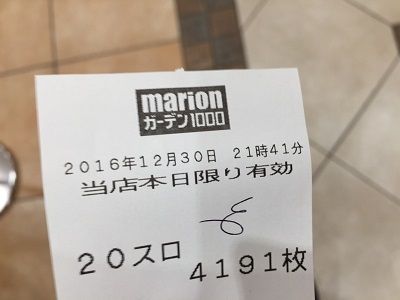 marion
ガーデン1000
2016年12月30日 21時41分
当店本日限り有効
20スロ
4191枚